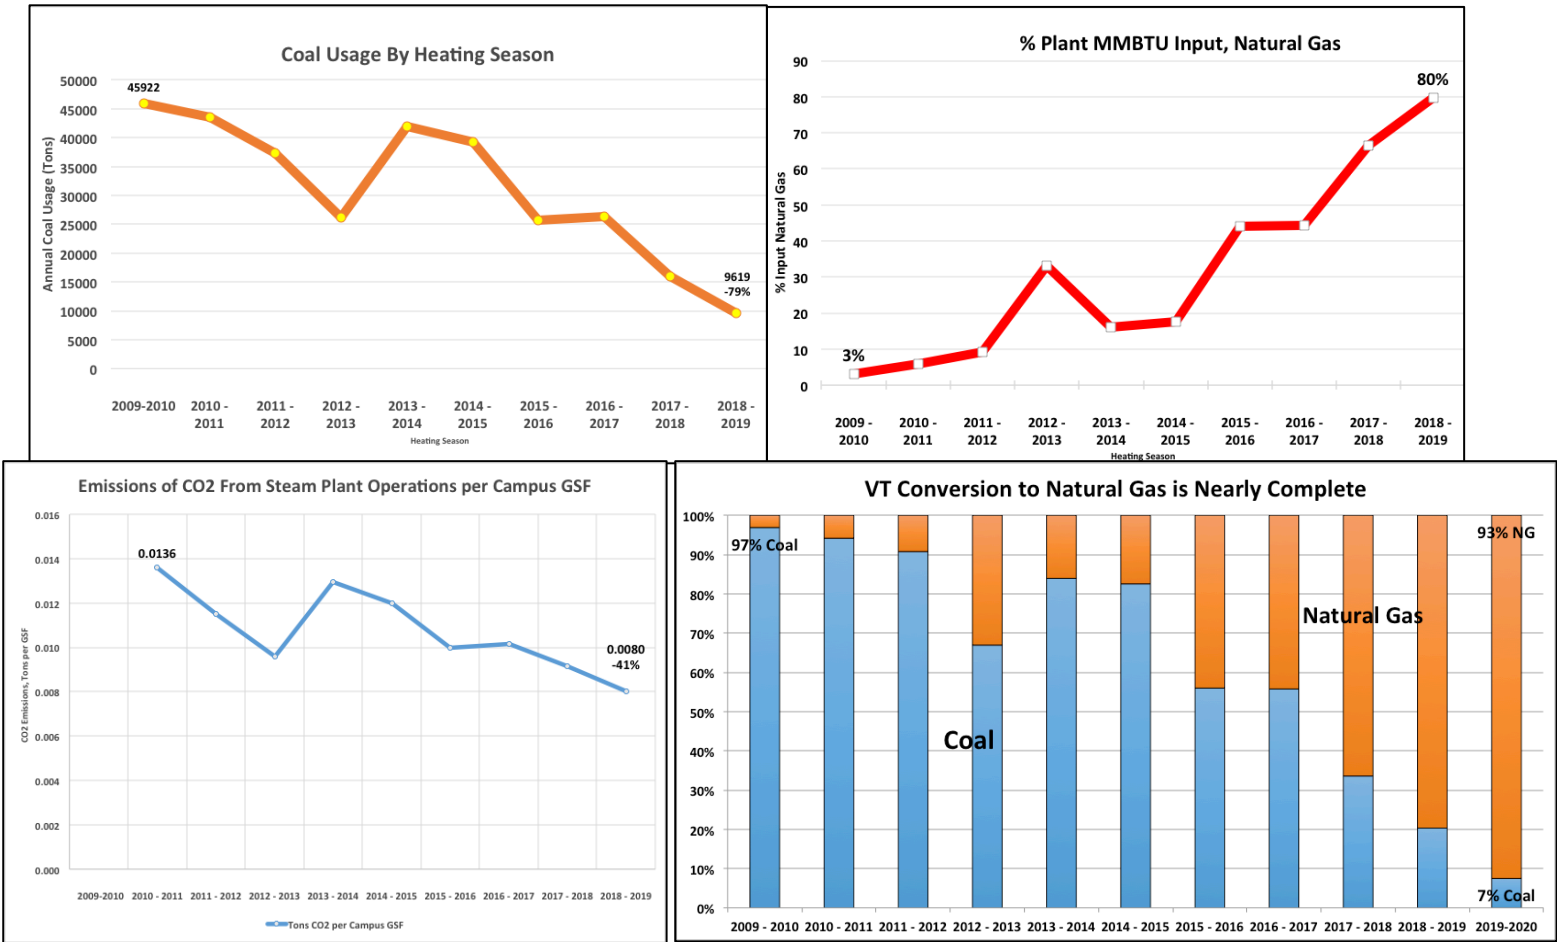 Coal Usage By Heating Season
50000
45000
40000
35000
30000
25000
20000
15000
10000
5000
0
Annual Coal Usage (Tons)
45922
9619
-79%
2009-2010 2010 - 2011 - 2012 - 2013 - 2014 - 2015 - 2016 - 2017 - 2018 -
2011 2012 2013 2014 2015 2016 2017 2018 2019
Heating Season
% Plant MMBTU Input, Natural Gas
90
80
70
60
50
40
30
20
10
0
% Input Natural Gas
3%
80%
2009 - 2010 - 2011 - 2012 - 2013 - 2014 - 2015 - 2016 - 2017 - 2018 -
2010 2011 2012 2013 2014 2015 2016 2017 2018 2019
Heating Season
Emissions of CO2 From Steam Plant Operations per Campus GSF
0.016
0.014
0.012
0.010
0.008
0.006
0.004
0.002
0.000
CO2 Emissions, Tons per GSF
0.0136
0.0080
-41%
2009-2010 2010 - 2011 2011 - 2012 2012 - 2013 2013 - 2014 2014 - 2015 2015 - 2016 2016 - 2017 2017 - 2018 2018 - 2019
Tons CO2 per Campus GSF
VT Conversion to Natural Gas is Nearly Complete
100%
90%
80%
70%
60%
50%
40%
30%
20%
10%
0%
97% Coal
93% NG
Natural Gas
Coal
7% Coal
2009 - 2010 2010 - 2011 2011 - 2012 2012 - 2013 2013 - 2014 2014 - 2015 2015 - 2016 2016 - 2017 2017 - 2018 2018 - 2019 2019-2020